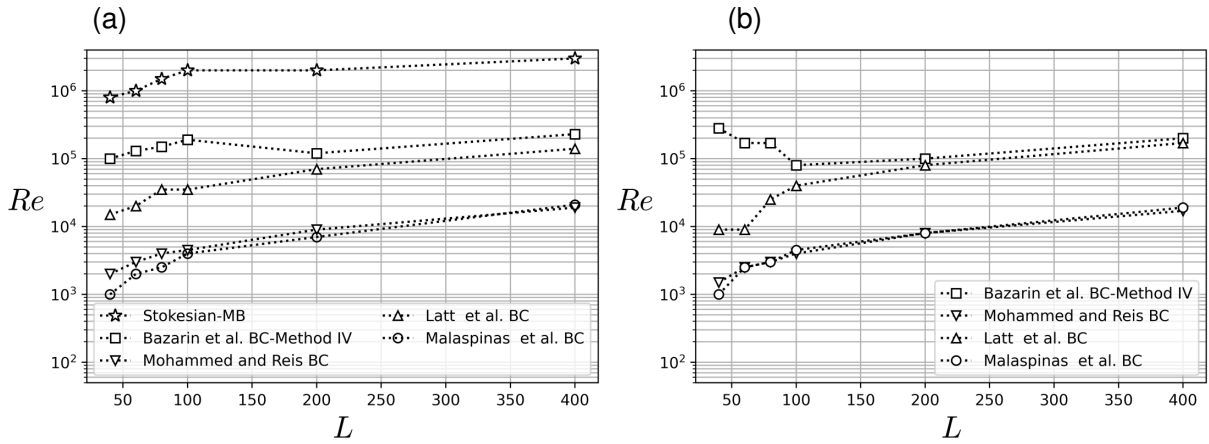 (a)
(b)
10^6
10^5
10^4
10^3
10^2
Re
Stokesian-MB
Bazarin et al. BC-Method IV
Mohammed and Reis BC
Latt  et al. BC
Malaspinas  et al. BC
50 100 150 200 250 300 350 400
L
10^6
10^5
10^4
10^3
10^2
Re
Bazarin et al. BC-Method IV
Mohammed and Reis BC
Latt  et al. BC
Malaspinas  et al. BC
50 100 150 200 250 300 350 400
L